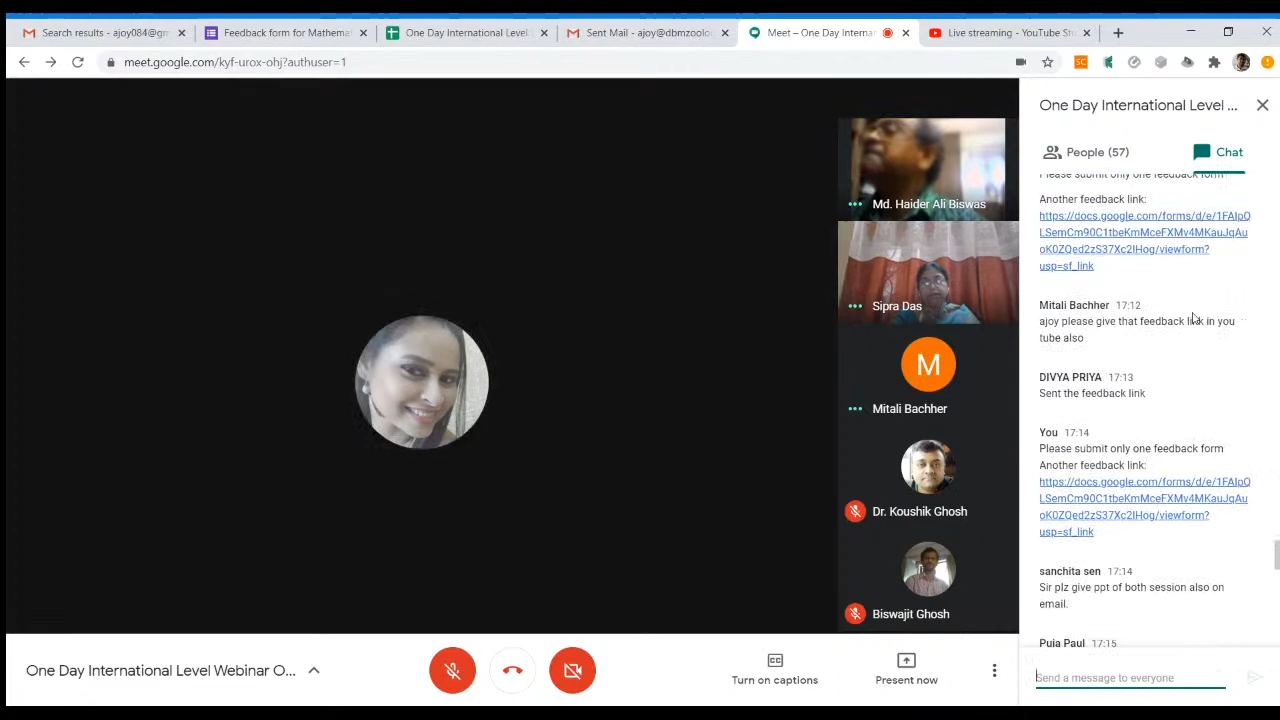 Search results - ajoy084@gm
Feedback form for Mathema
One Day International Level
Sent Mail - ajoy@dbmzoolo
Meet – One Day Interna
Live streaming - YouTube St
meet.google.com/kyf-urox-ohj?authuser=1
SC
Md. Haider Ali Biswas
Sipra Das
M
Mitali Bachher
Dr. Koushik Ghosh
Biswajit Ghosh
One Day International Level ...
People (57)
Chat
Please submit only one feedback form
Another feedback link:
https://docs.google.com/forms/d/e/1FAIpQ
LSemCm90C1tbeKmMceFXMv4MKauJqAu
oK0ZQed2zS37Xc2IHog/viewform?
usp=sf_link
Mitali Bachher 17:12
ajoy please give that feedback link in you
tube also
DIVYA PRIYA 17:13
Sent the feedback link
You 17:14
Please submit only one feedback form
Another feedback link:
https://docs.google.com/forms/d/e/1FAIpQ
LSemCm90C1tbeKmMceFXMv4MKauJqAu
oK0ZQed2zS37Xc2IHog/viewform?
usp=sf_link
sanchita sen 17:14
Sir plz give ppt of both session also on
email.
Puja Paul 17:15
Send a message to everyone
One Day International Level Webinar O...
Turn on captions
Present now